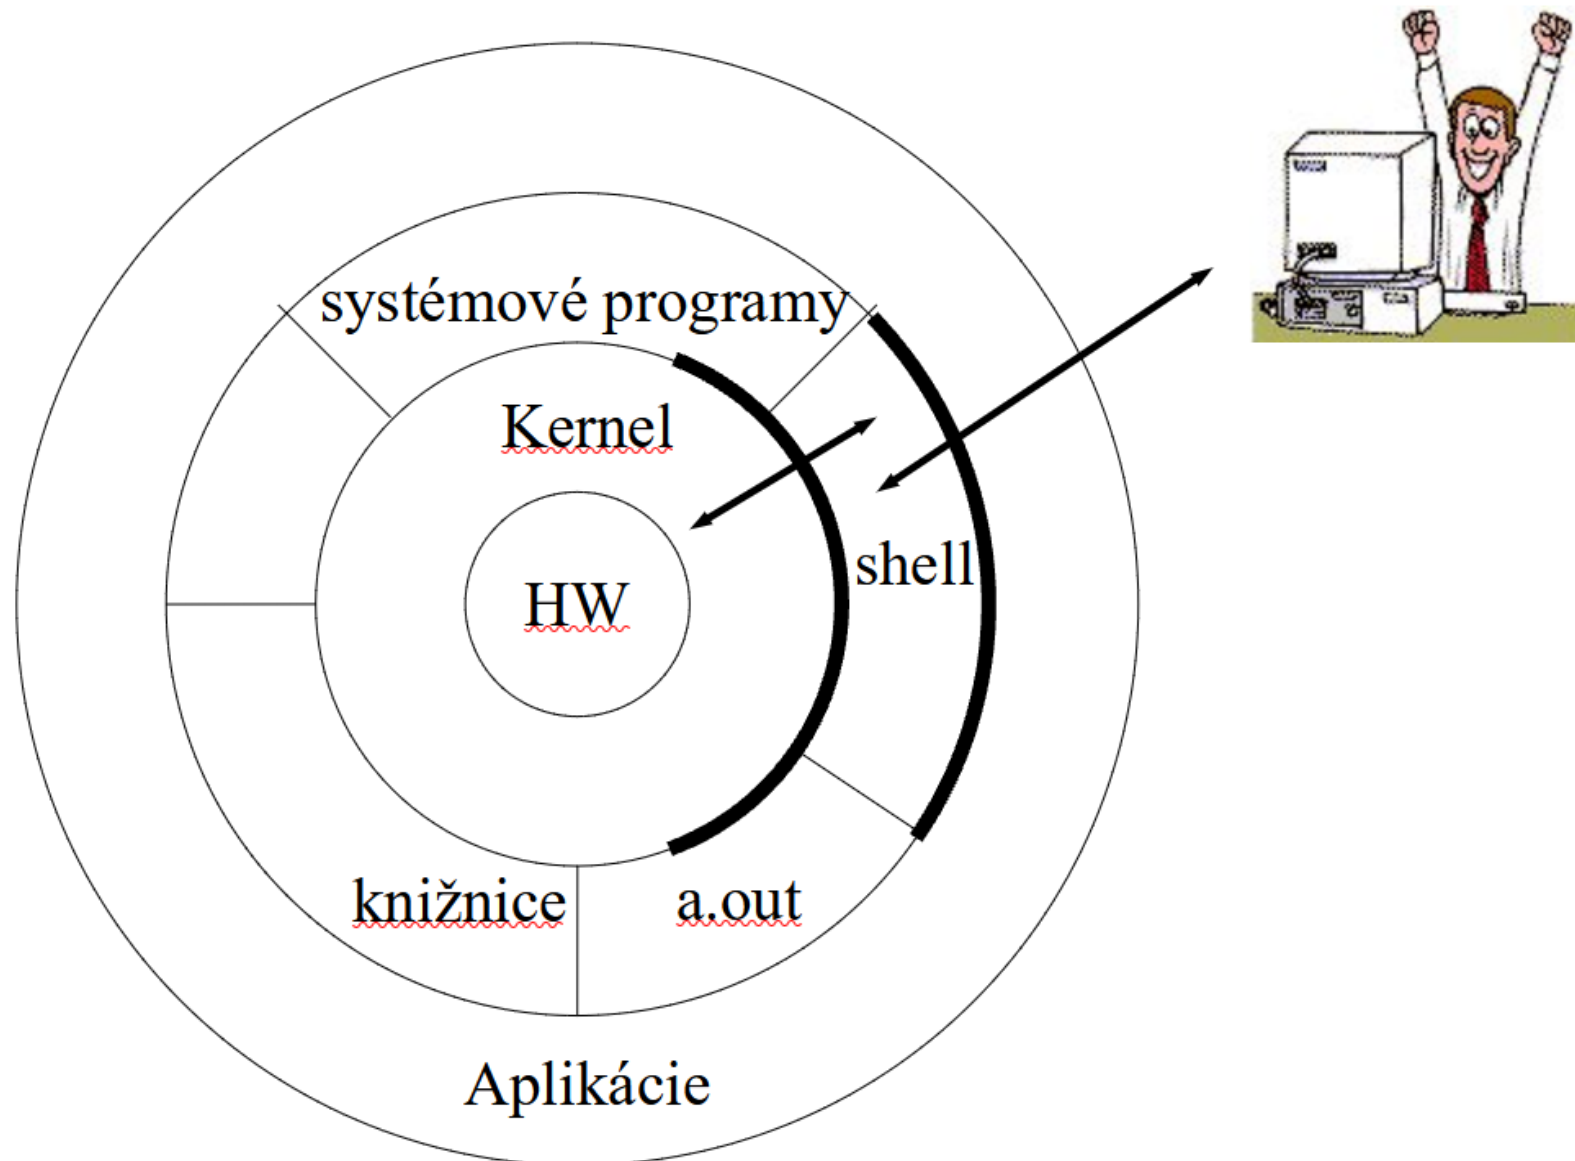 systémové programy
Kernel
HW
shell
knižnice
a.out
Aplikácie